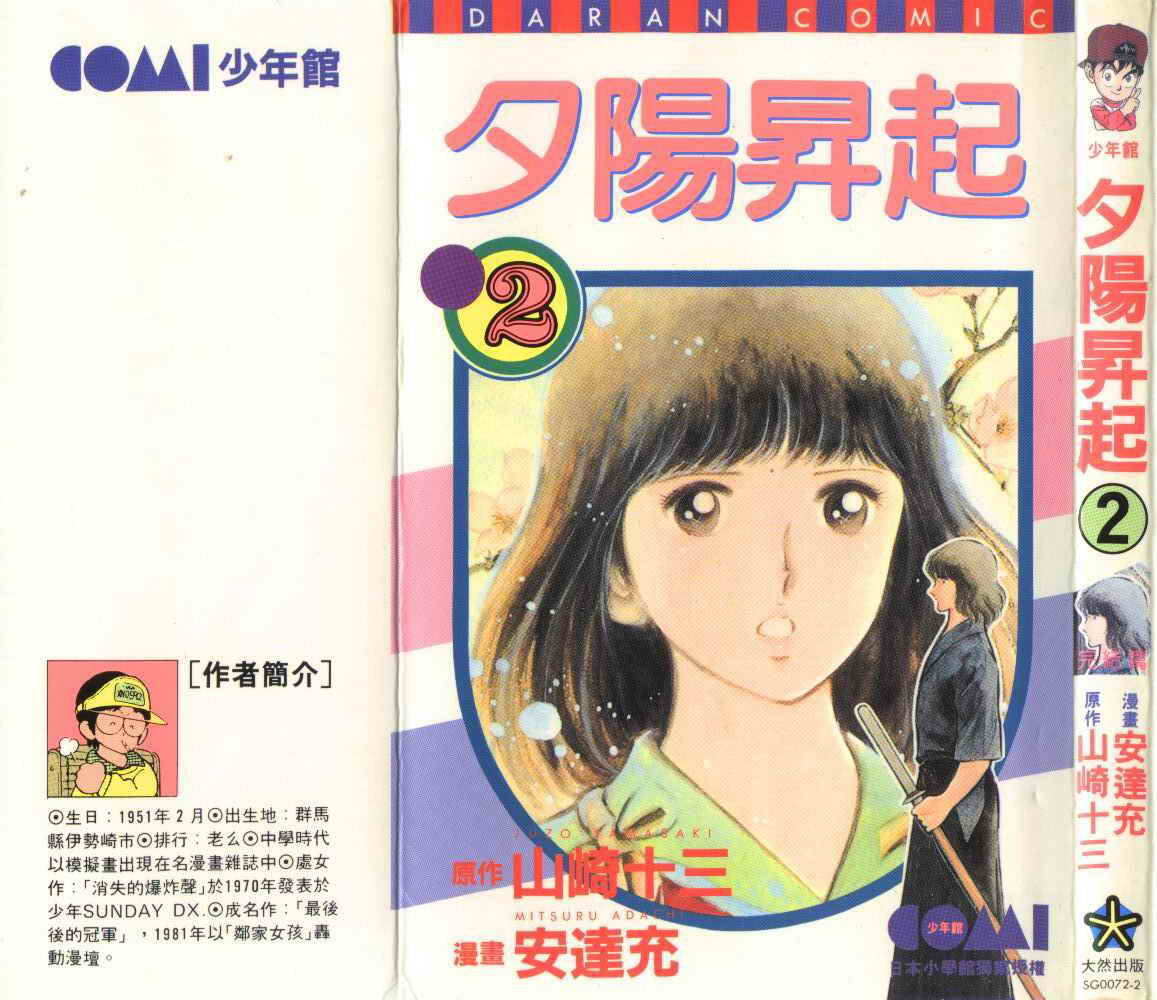 COMI少年館
[作者簡介]
⊙生日：1951年2月⊙出生地：群馬
縣伊勢崎市⊙排行：老么⊙中學時代
以模擬畫出現在名漫畫雜誌中⊙處女
作：「消失的爆炸聲」於1970年發表於
少年SUNDAY DX.⊙成名作：「最後
後的冠軍」，1981年以「鄰家女孩」轟
動漫壇。
DARAN COMIC
夕陽昇起
2
JUZO YAMASAKI
原作 山崎十三
MITSURU ADACHI
漫畫 安達充
COMI
少年館
日本小學館獨家授權
少年館
夕陽昇起
2
完結篇
漫畫 安達充
原作 山崎十三
大然出版
SG0072-2